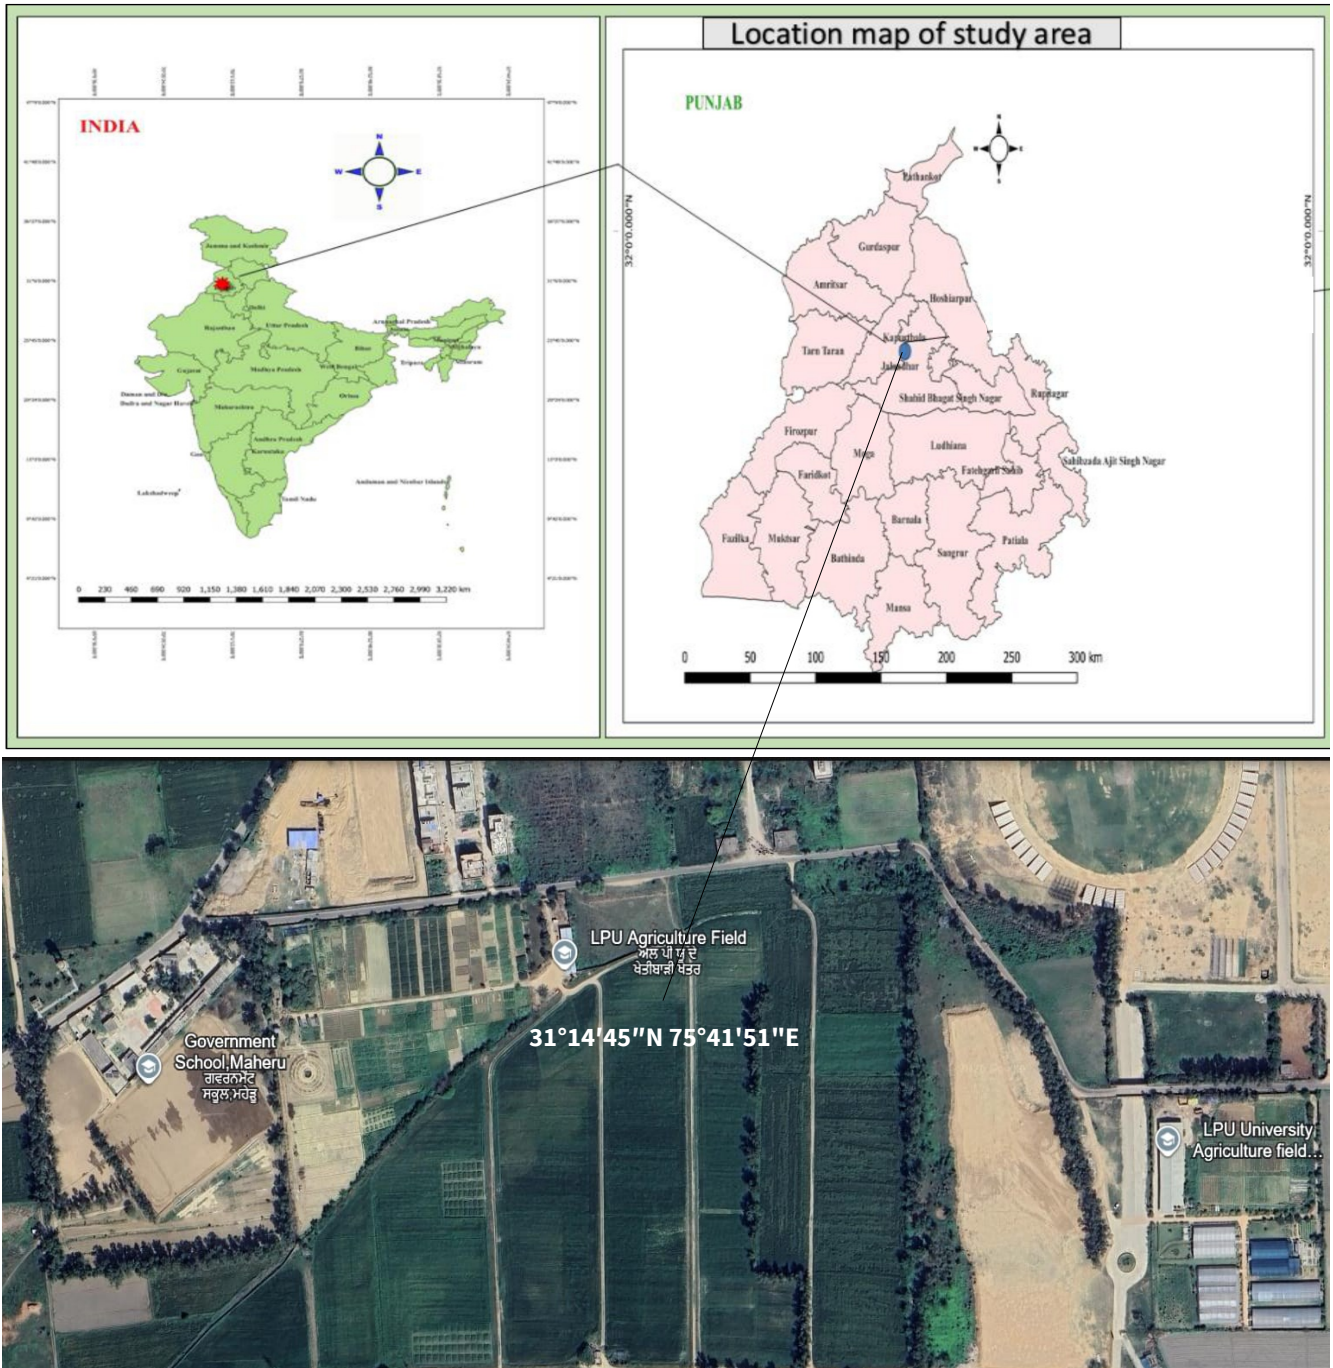 Location map of study area
INDIA
N
W E
S
Jammu and Kashmir
Delhi
Rajasthan
Uttar Pradesh
Arunachal Pradesh
Bihar
Gujarat
Madhya Pradesh
West Bengal
Tripura
Mizoram
Daman and Diu
Dadra and Nagar Haveli
Maharashtra
Orissa
Andhra Pradesh
Karnataka
Goa
Lakshadweep
Tamil Nadu
Andaman and Nicobar Islands
0 230 460 690 920 1,150 1,380 1,610 1,840 2,070 2,300 2,530 2,760 2,990 3,220 km
PUNJAB
N
W E
S
32°0'0.000"N
32°0'0.000"N
Pathankot
Gurdaspur
Amritsar
Hoshiarpur
Kapurthala
Tarn Taran
Jalandhar
Shahid Bhagat Singh Nagar
Rupnagar
Firozpur
Moga
Ludhiana
Sahibzada Ajit Singh Nagar
Faridkot
Fatehgarh Sahib
Fazilka
Muktsar
Barnala
Patiala
Bathinda
Sangrur
Mansa
0 50 100 150 200 250 300 km
LPU Agriculture Field
ਐਲ ਪੀ ਯੂ ਦੇ
ਖੇਤੀਬਾੜੀ ਖੇਤਰ
31°14'45"N 75°41'51"E
Government
School,Maheru
ਗਵਰਨਮੈਂਟ
ਸਕੂਲ,ਮਹੇੜੂ
LPU University
Agriculture field...